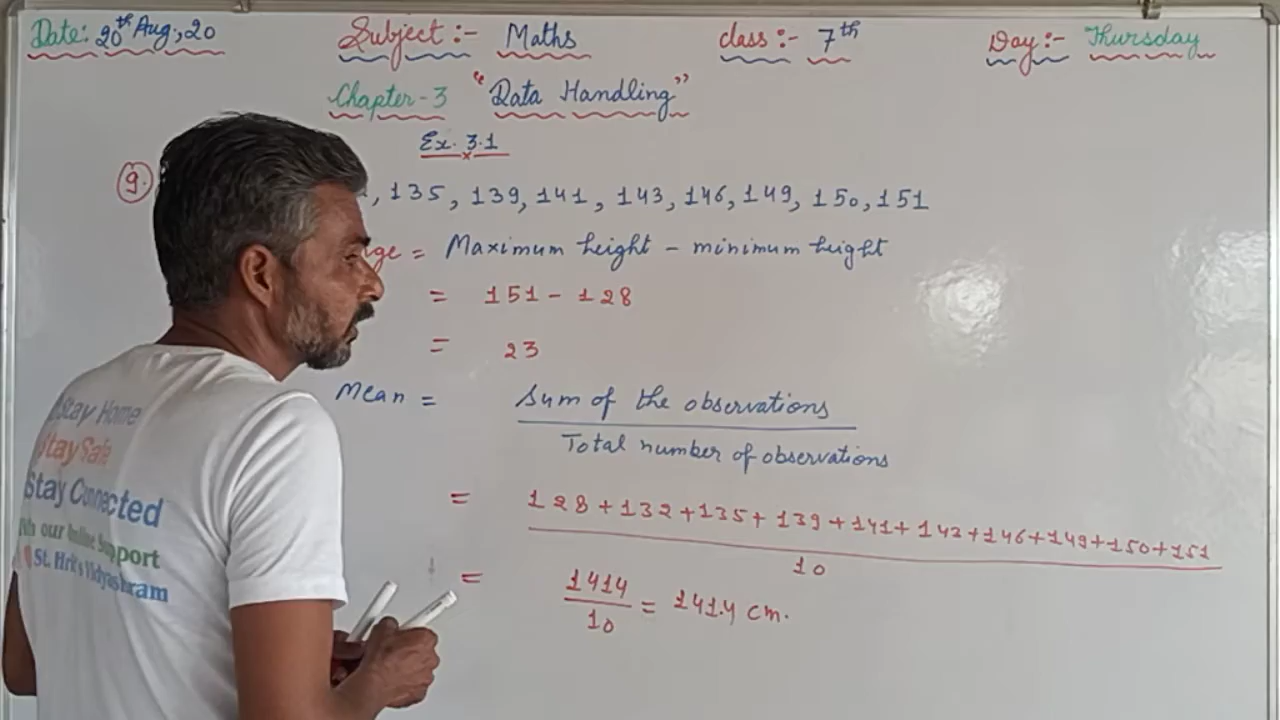 Date: 20th Aug., 20 Subject :- Maths class :- 7th Day :- Thursday
Chapter-3 "Data Handling"
Ex. 3.1
9. , 135, 139, 141, 143, 146, 149, 150, 151
= Maximum height - minimum height
= 151 - 128
= 23
Mean = Sum of the observations
Total number of observations
= 128 + 132 + 135 + 139 + 141 + 143 + 146 + 149 + 150 + 151
10
= 1414
10
= 141.4 cm.
Stay Home
Stay Safe
Stay Connected
our Online Support
St. Hri's Vidyashram